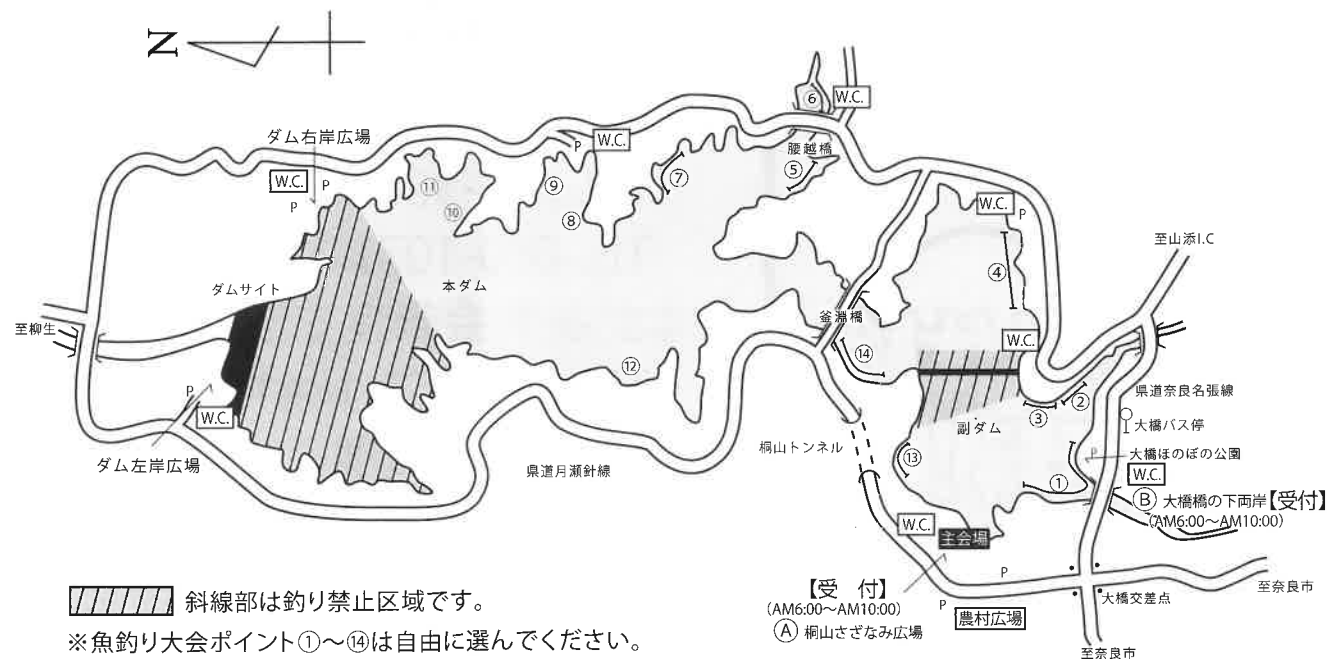 N
ダム右岸広場
W.C.
P
P
⑪
⑩
⑨
⑧
P
W.C.
⑦
⑥
W.C.
腰越橋
⑤
W.C.
P
④
至山添I.C
ダムサイト
本ダム
至柳生
釜淵橋
⑭
W.C.
⑫
P
W.C.
ダム左岸広場
県道月瀬針線
桐山トンネル
副ダム
③
②
県道奈良名張線
大橋バス停
P
大橋ほのぼの公園
W.C.
⑬
①
Ⓑ 大橋橋の下両岸【受付】
(AM6:00〜AM10:00)
W.C.
主会場
P
【受 付】
(AM6:00〜AM10:00)
Ⓐ 桐山さざなみ広場
P
農村広場
大橋交差点
至奈良市
至奈良市
斜線部は釣り禁止区域です。
※魚釣り大会ポイント①〜⑭は自由に選んでください。